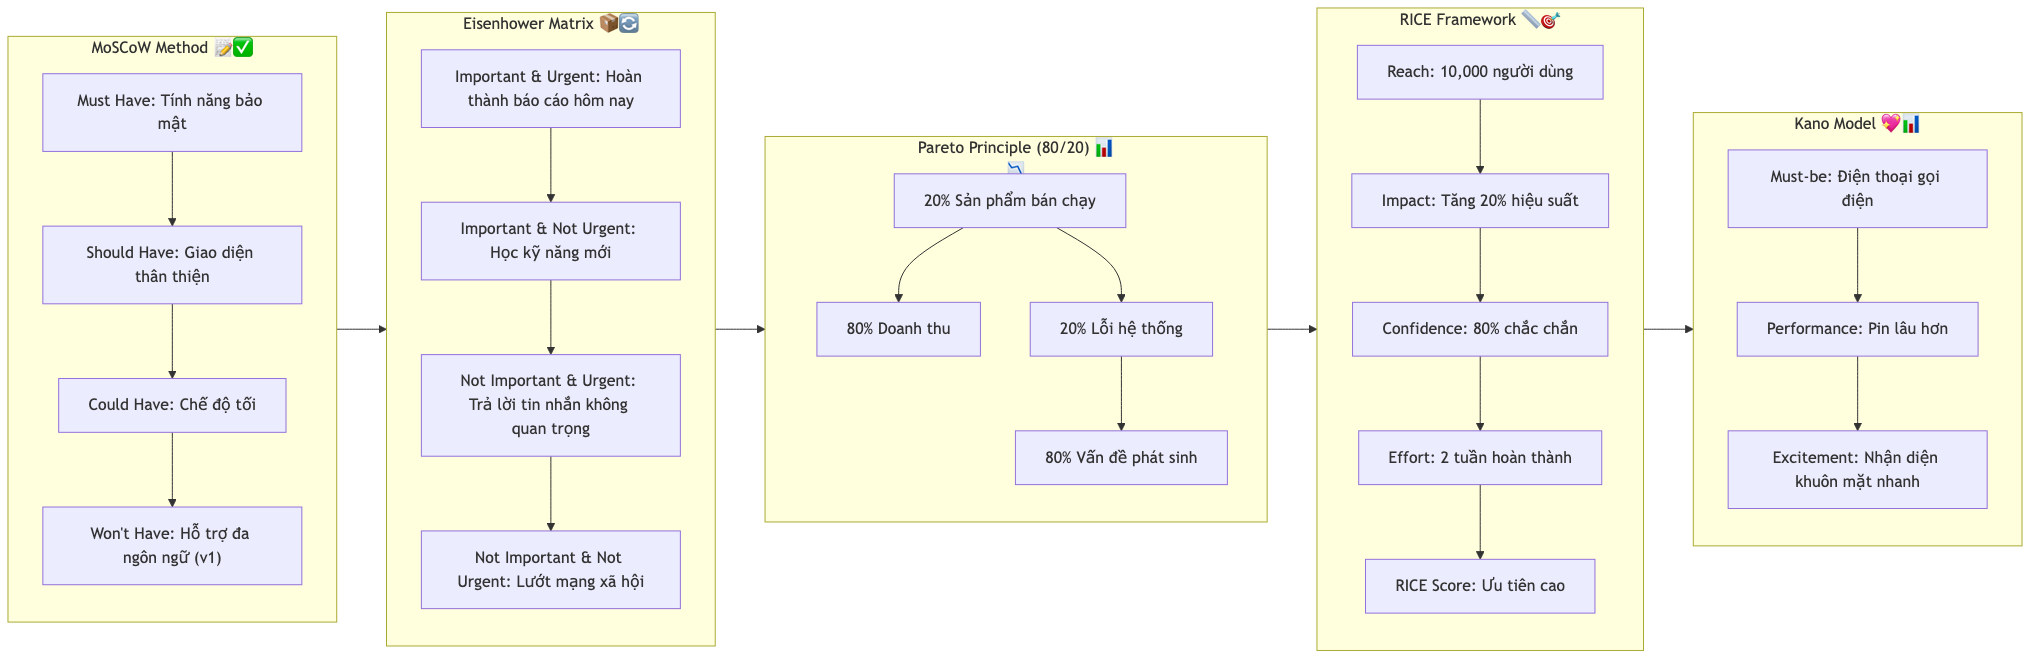 MoSCoW Method 📝✅
Must Have: Tính năng bảo
mật
Should Have: Giao diện
thân thiện
Could Have: Chế độ tối
Won't Have: Hỗ trợ đa
ngôn ngữ (v1)
Eisenhower Matrix 📦🔄
Important & Urgent: Hoàn
thành báo cáo hôm nay
Important & Not Urgent:
Học kỹ năng mới
Not Important & Urgent:
Trả lời tin nhắn không
quan trọng
Not Important & Not
Urgent: Lướt mạng xã hội
Pareto Principle (80/20) 📊
📉
20% Sản phẩm bán chạy
80% Doanh thu
20% Lỗi hệ thống
80% Vấn đề phát sinh
RICE Framework 📏🎯
Reach: 10,000 người dùng
Impact: Tăng 20% hiệu suất
Confidence: 80% chắc chắn
Effort: 2 tuần hoàn thành
RICE Score: Ưu tiên cao
Kano Model 💖📊
Must-be: Điện thoại gọi
điện
Performance: Pin lâu hơn
Excitement: Nhận diện
khuôn mặt nhanh